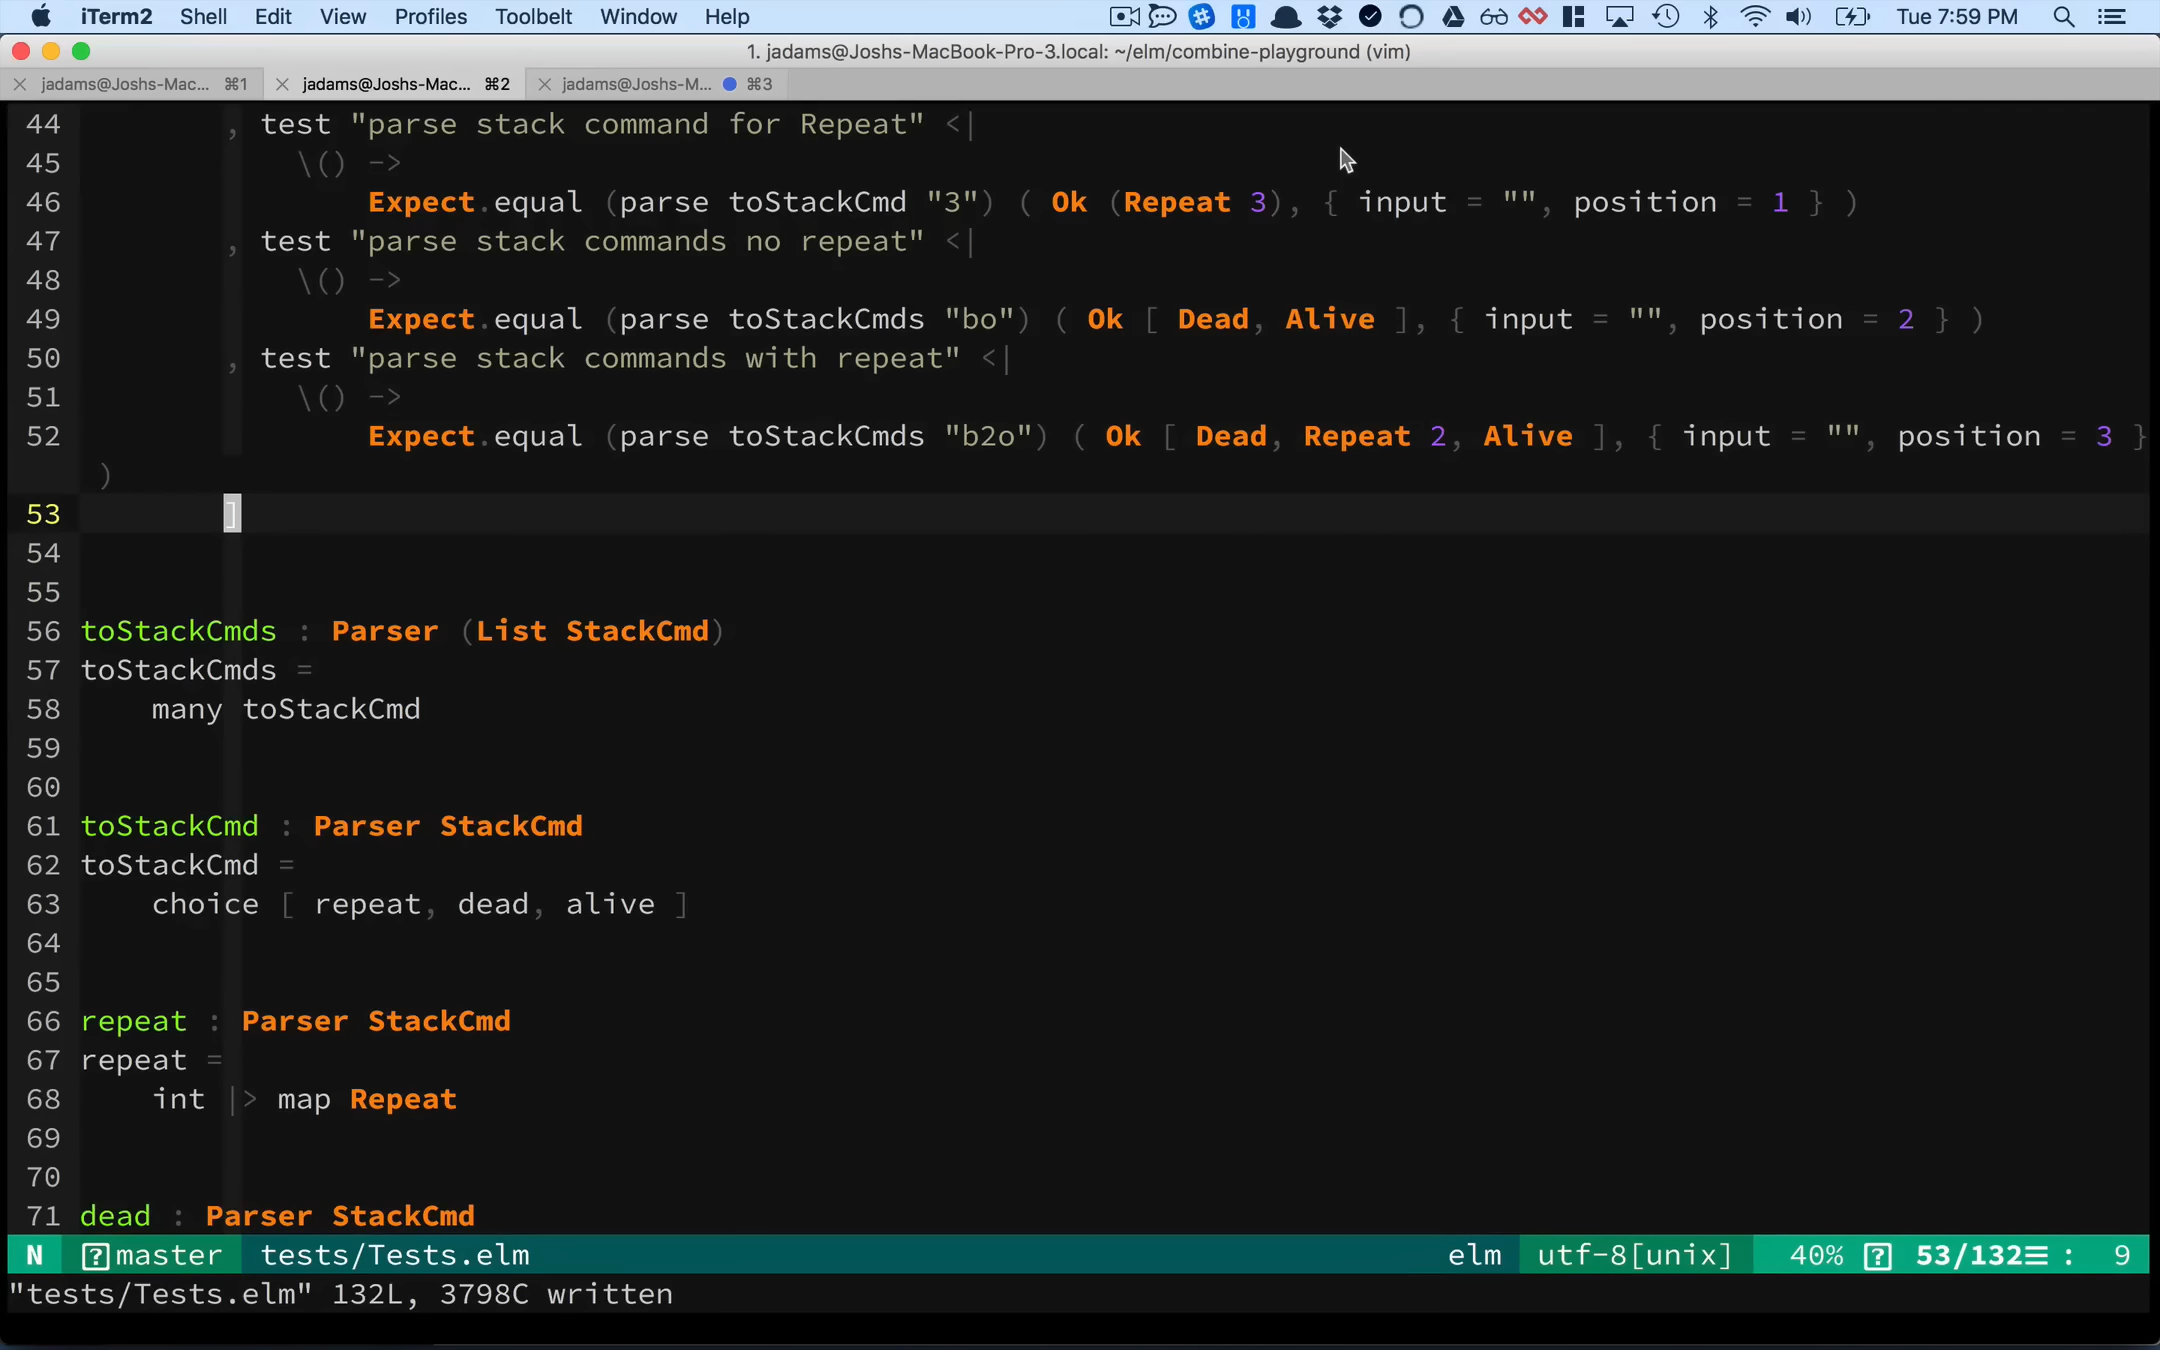 iTerm2 Shell Edit View Profiles Toolbelt Window Help Tue 7:59 PM
1. jadams@Joshs-MacBook-Pro-3.local: ~/elm/combine-playground (vim)
jadams@Joshs-Mac... ⌘1 jadams@Joshs-Mac... ⌘2 jadams@Joshs-M... ⌘3
44         , test "parse stack command for Repeat" <|
45             \() ->
46                 Expect.equal (parse toStackCmd "3") ( Ok (Repeat 3), { input = "", position = 1 } )
47         , test "parse stack commands no repeat" <|
48             \() ->
49                 Expect.equal (parse toStackCmds "bo") ( Ok [ Dead, Alive ], { input = "", position = 2 } )
50         , test "parse stack commands with repeat" <|
51             \() ->
52                 Expect.equal (parse toStackCmds "b2o") ( Ok [ Dead, Repeat 2, Alive ], { input = "", position = 3 }
)
53         ]
54
55
56 toStackCmds : Parser (List StackCmd)
57 toStackCmds =
58     many toStackCmd
59
60
61 toStackCmd : Parser StackCmd
62 toStackCmd =
63     choice [ repeat, dead, alive ]
64
65
66 repeat : Parser StackCmd
67 repeat =
68     int |> map Repeat
69
70
71 dead : Parser StackCmd
N [?]master tests/Tests.elm elm utf-8[unix] 40% [?] 53/132☰ : 9
"tests/Tests.elm" 132L, 3798C written